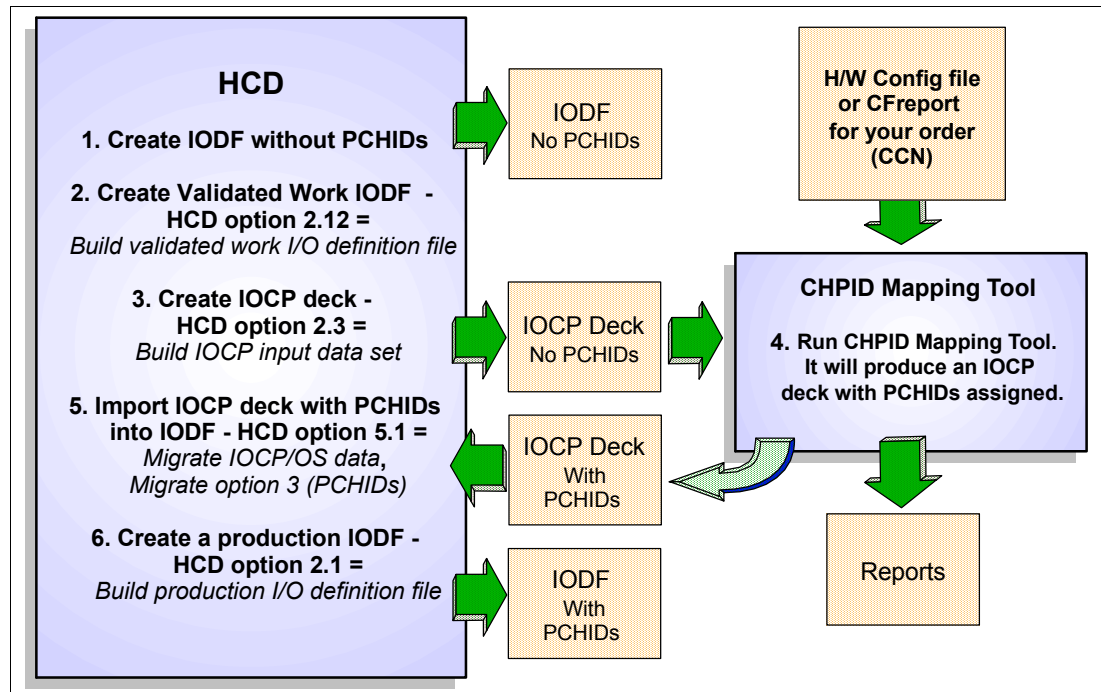 HCD
1. Create IODF without PCHIDs
2. Create Validated Work IODF -
HCD option 2.12 =
Build validated work I/O definition file
3. Create IOCP deck -
HCD option 2.3 =
Build IOCP input data set
5. Import IOCP deck with PCHIDs
into IODF - HCD option 5.1 =
Migrate IOCP/OS data,
Migrate option 3 (PCHIDs)
6. Create a production IODF -
HCD option 2.1 =
Build production I/O definition file
IODF
No PCHIDs
IOCP Deck
No PCHIDs
IOCP Deck
With
PCHIDs
IODF
With
PCHIDs
H/W Config file
or CFreport
for your order
(CCN)
CHPID Mapping Tool
4. Run CHPID Mapping Tool.
It will produce an IOCP
deck with PCHIDs assigned.
Reports